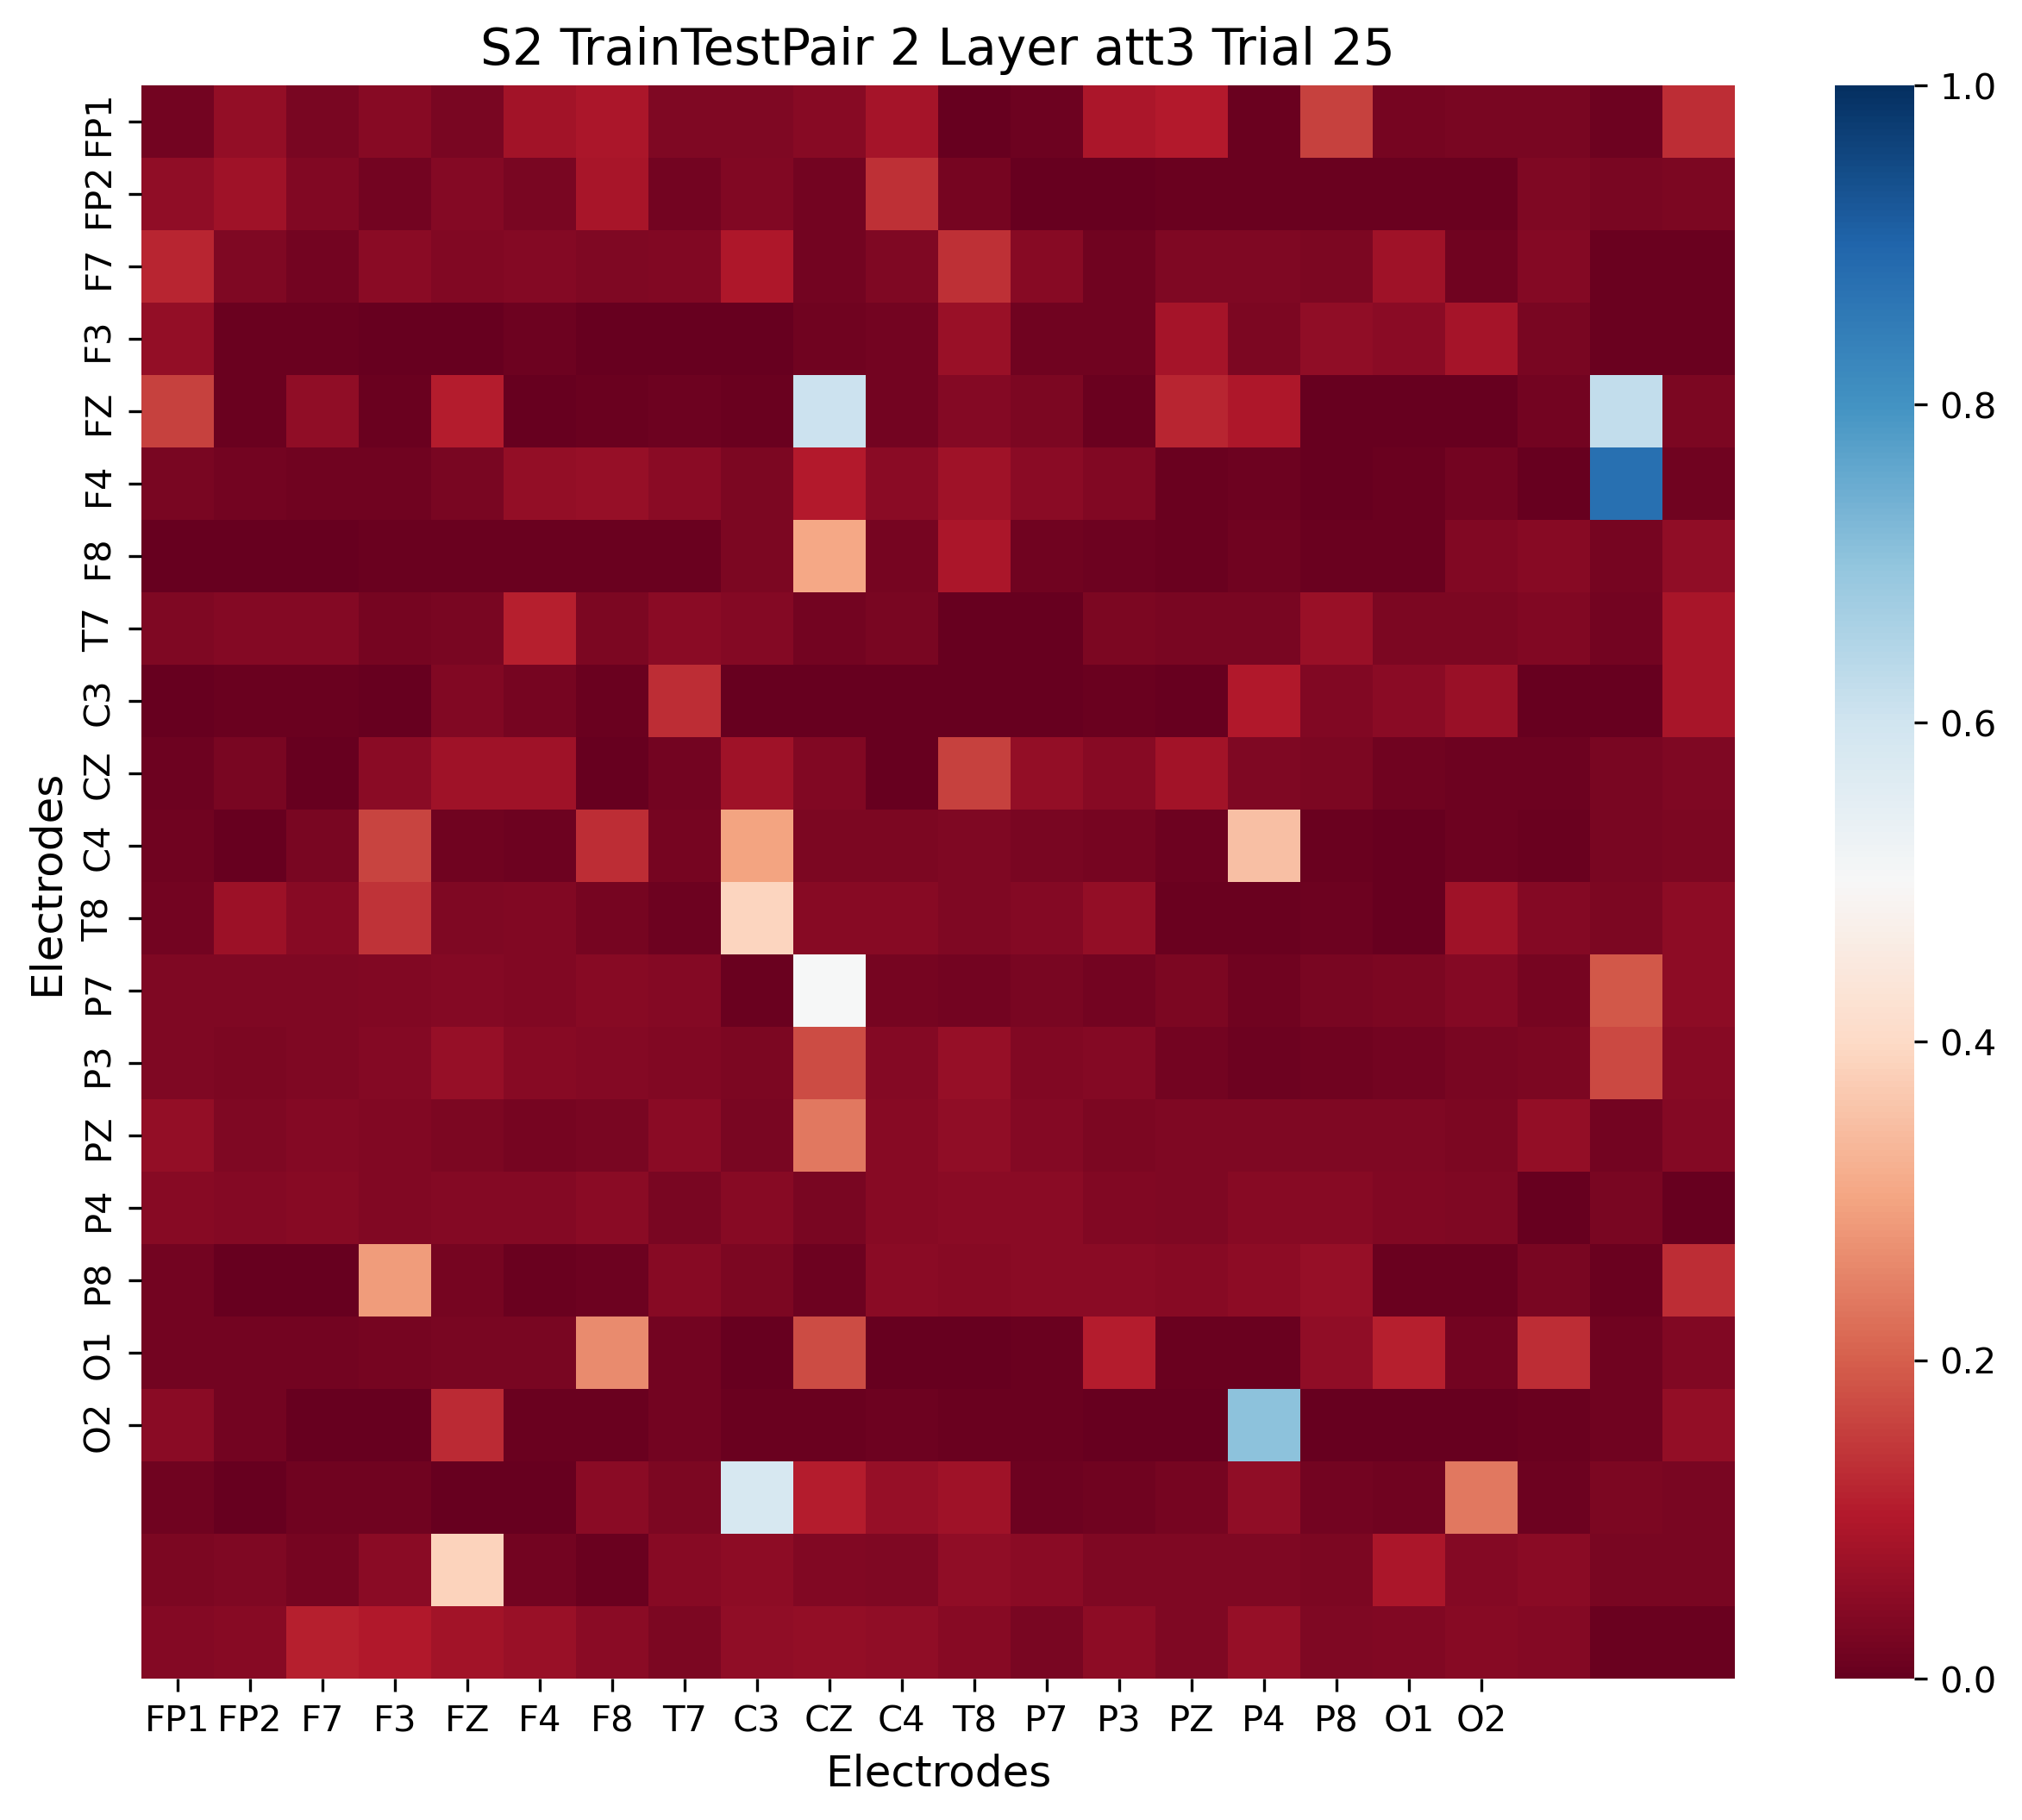 S2 TrainTestPair 2 Layer att3 Trial 25
Electrodes
FP1
FP2
F7
F3
FZ
F4
F8
T7
C3
CZ
C4
T8
P7
P3
PZ
P4
P8
O1
O2
FP1 FP2 F7 F3 FZ F4 F8 T7 C3 CZ C4 T8 P7 P3 PZ P4 P8 O1 O2
Electrodes
1.0
0.8
0.6
0.4
0.2
0.0